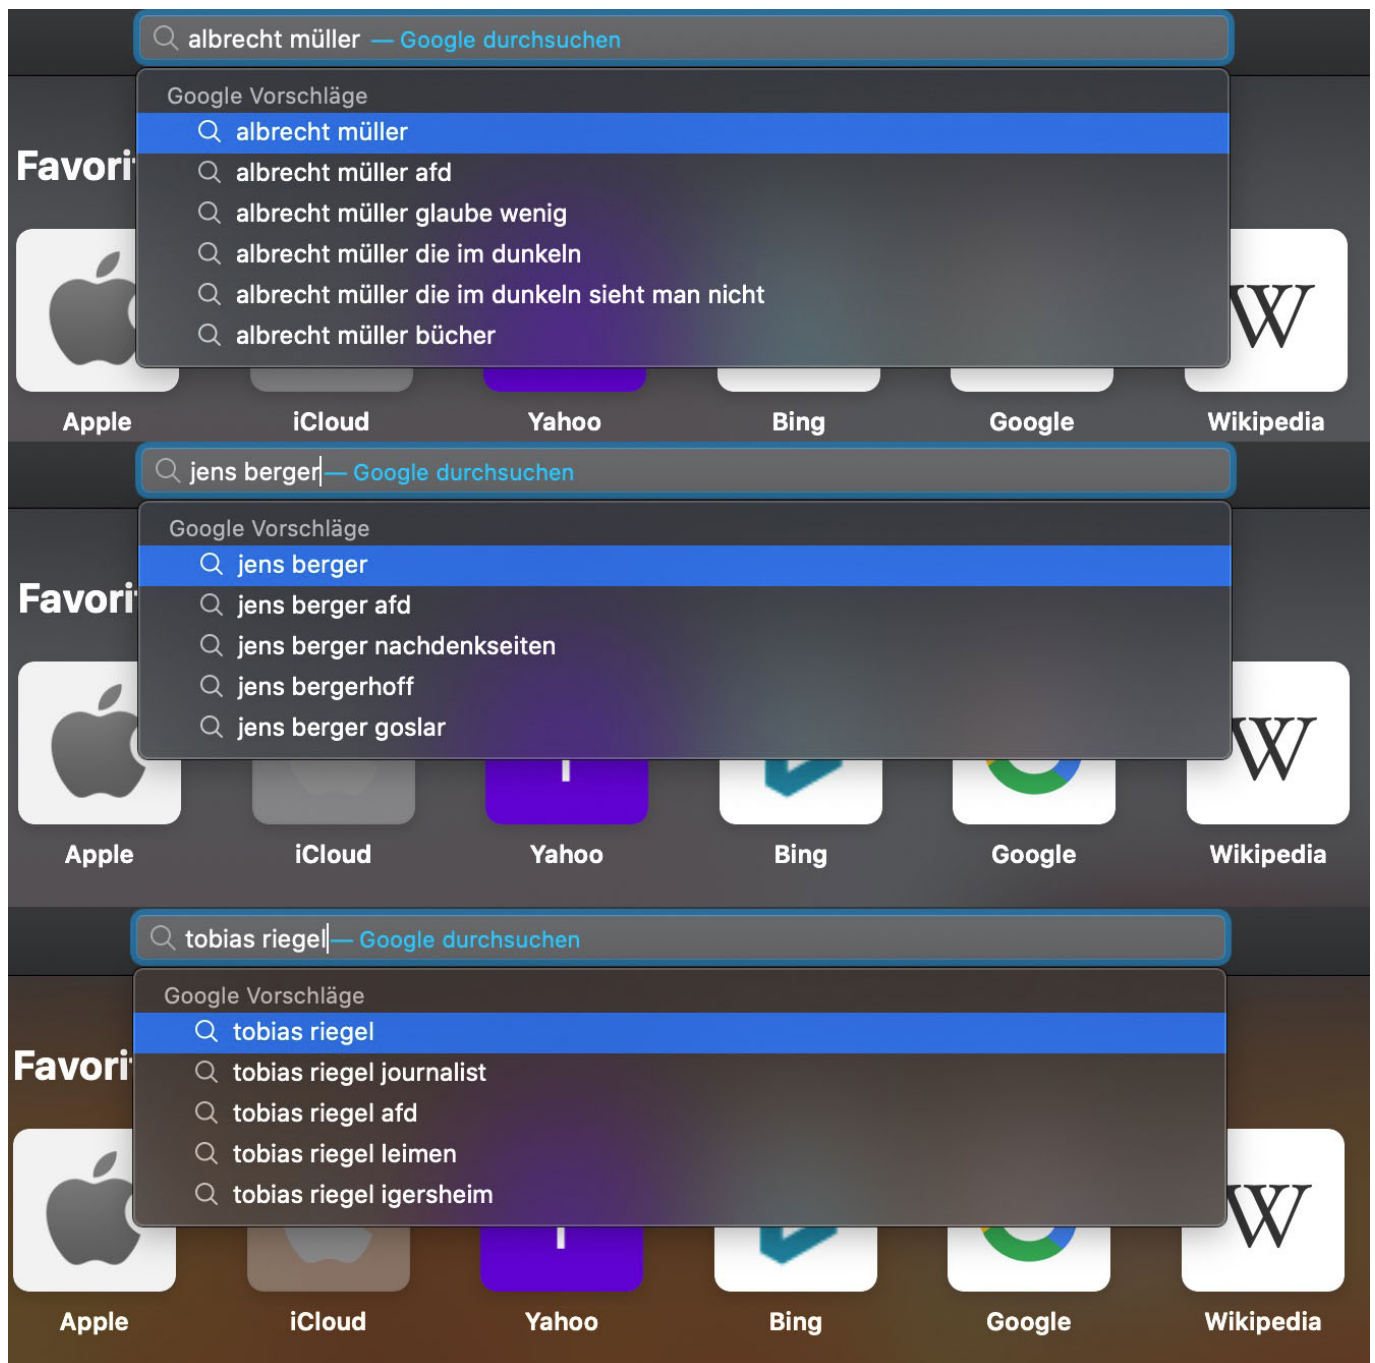 albrecht müller — Google durchsuchen
Google Vorschläge
albrecht müller
albrecht müller afd
albrecht müller glaube wenig
albrecht müller die im dunkeln
albrecht müller die im dunkeln sieht man nicht
albrecht müller bücher
Favori
W
Apple iCloud Yahoo Bing Google Wikipedia
jens berger — Google durchsuchen
Google Vorschläge
jens berger
jens berger afd
jens berger nachdenkseiten
jens bergerhoff
jens berger goslar
Favori
W
Apple iCloud Yahoo Bing Google Wikipedia
tobias riegel — Google durchsuchen
Google Vorschläge
tobias riegel
tobias riegel journalist
tobias riegel afd
tobias riegel leimen
tobias riegel igersheim
Favori
W
Apple iCloud Yahoo Bing Google Wikipedia